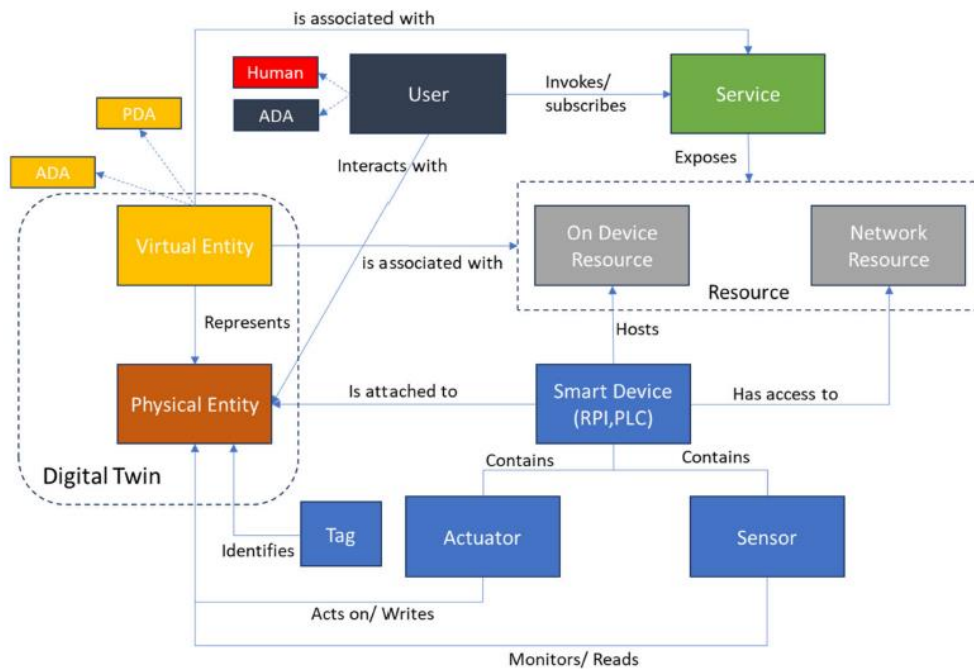 is associated with
Human
ADA
User
Invokes/
subscribes
Service
PDA
ADA
Interacts with
Exposes
Virtual Entity
is associated with
On Device
Resource
Network
Resource
Resource
Represents
Hosts
Physical Entity
Is attached to
Smart Device
(RPI,PLC)
Has access to
Digital Twin
Contains
Contains
Tag
Identifies
Actuator
Sensor
Acts on/ Writes
Monitors/ Reads